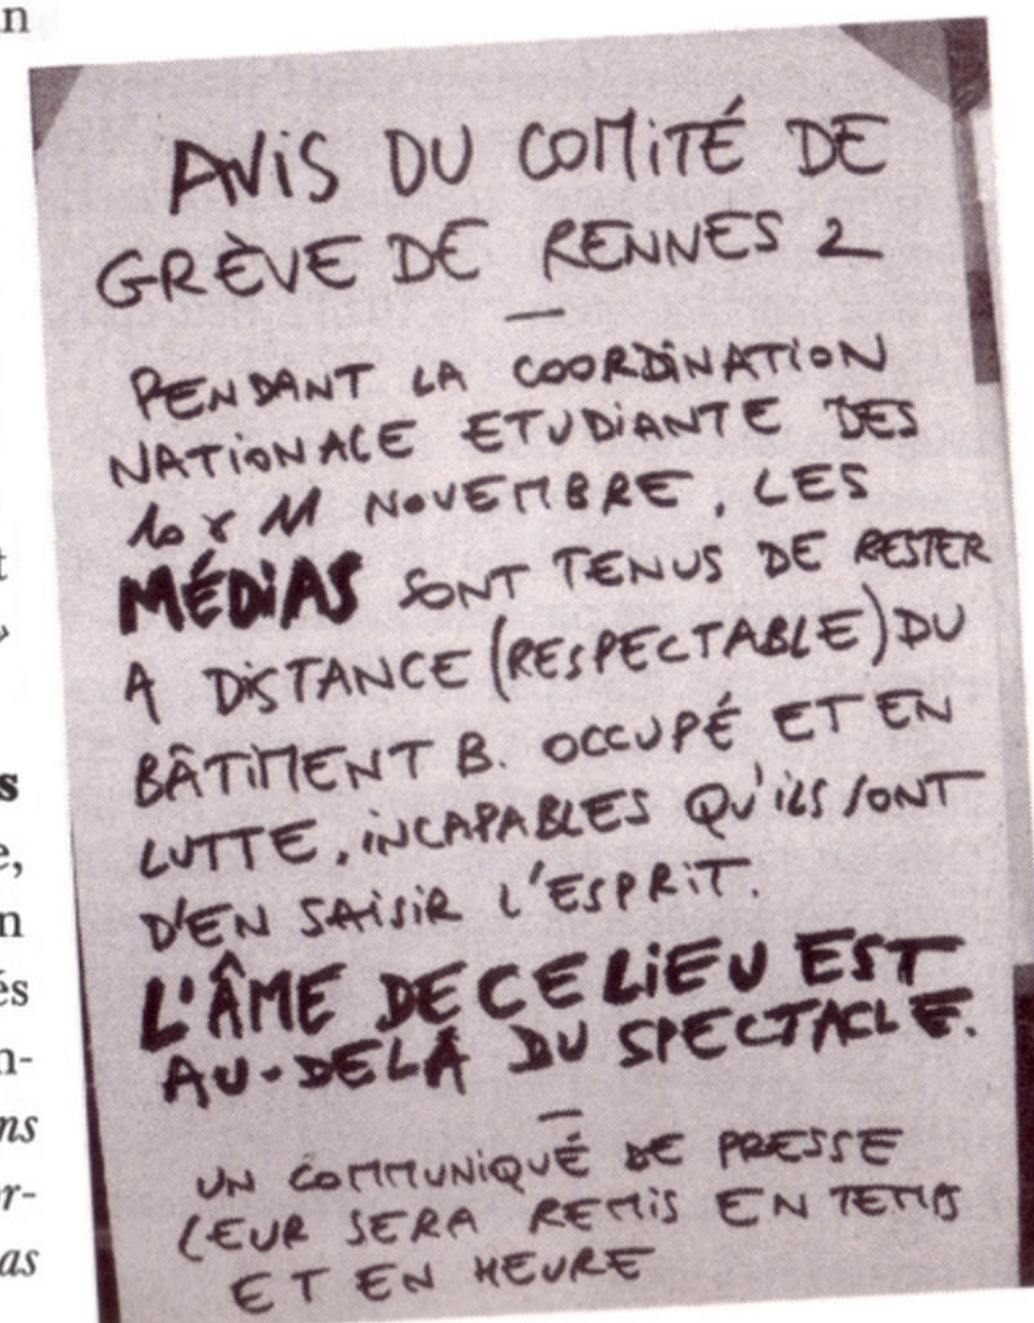 AViS DU COMiTÉ DE
GRÈVE DE RENNES 2
—
PENDANT LA COORDiNATiON
NATiONALE ETUDiANTE DES
10 & 11 NOVEMBRE, LES
MÉDiAS SONT TENUS DE RESTER
A DiSTANCE (RESPECTABLE) DU
BÂTiMENT B. OCCUPÉ ET EN
LUTTE, iNCAPABLES QU'iLS SONT
D'EN SAiSiR L'ESPRiT.
L'ÂME DE CE LiEU EST
AU-DELÀ DU SPECTACLE.
—
UN COMMUNiQUÉ DE PRESSE
LEUR SERA REMiS EN TEMPS
ET EN HEURE